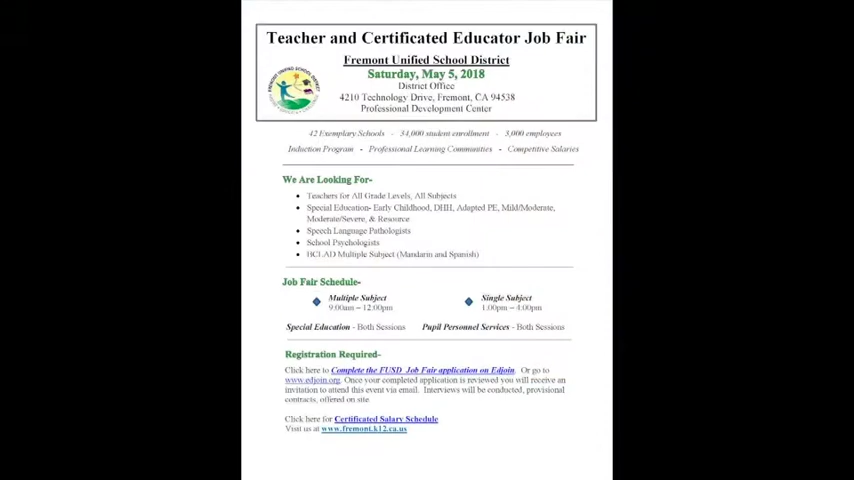 Teacher and Certificated Educator Job Fair
Fremont Unified School District
Saturday, May 5, 2018
District Office
4210 Technology Drive, Fremont, CA 94538
Professional Development Center
FREMONT UNIFIED SCHOOL DISTRICT
42 Exemplary Schools - 34,000 student enrollment - 3,000 employees
Induction Program - Professional Learning Communities - Competitive Salaries
We Are Looking For-
• Teachers for All Grade Levels, All Subjects
• Special Education- Early Childhood, DHH, Adapted PE, Mild/Moderate,
Moderate/Severe, & Resource
• Speech Language Pathologists
• School Psychologists
• BCLAD Multiple Subject (Mandarin and Spanish)
Job Fair Schedule-
Multiple Subject
9:00am – 12:00pm
Single Subject
1:00pm – 4:00pm
Special Education - Both Sessions
Pupil Personnel Services - Both Sessions
Registration Required-
Click here to Complete the FUSD Job Fair application on Edjoin. Or go to
www.edjoin.org. Once your completed application is reviewed you will receive an
invitation to attend this event via email. Interviews will be conducted, provisional
contracts, offered on site
Click here for Certificated Salary Schedule
Visit us at www.fremont.k12.ca.us